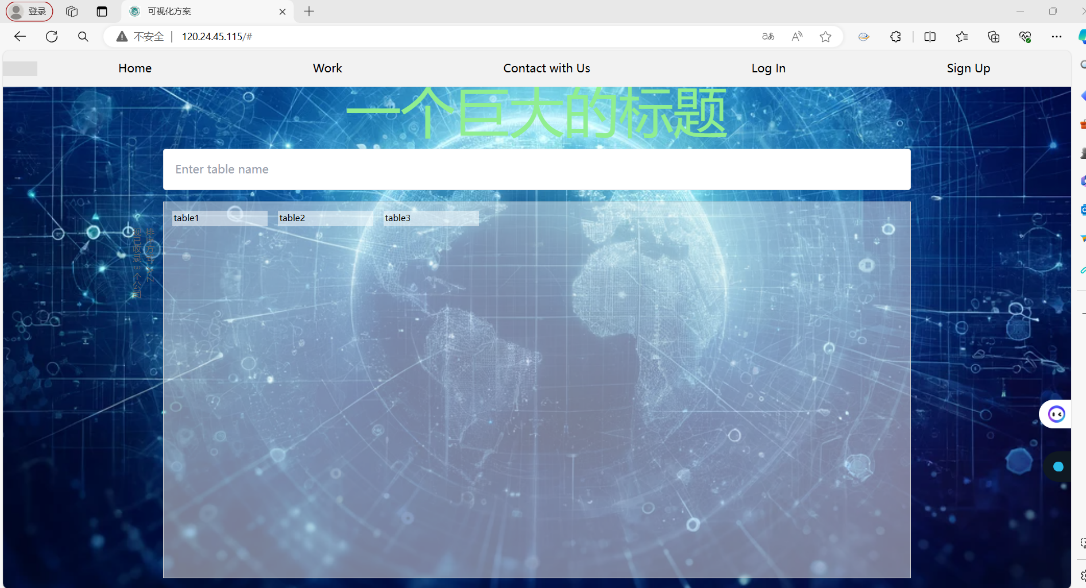 登录
可视化方案
不安全
120.24.45.115/#
Home
Work
Contact with Us
Log In
Sign Up
一个巨大的标题
Enter table name
table1
table2
table3